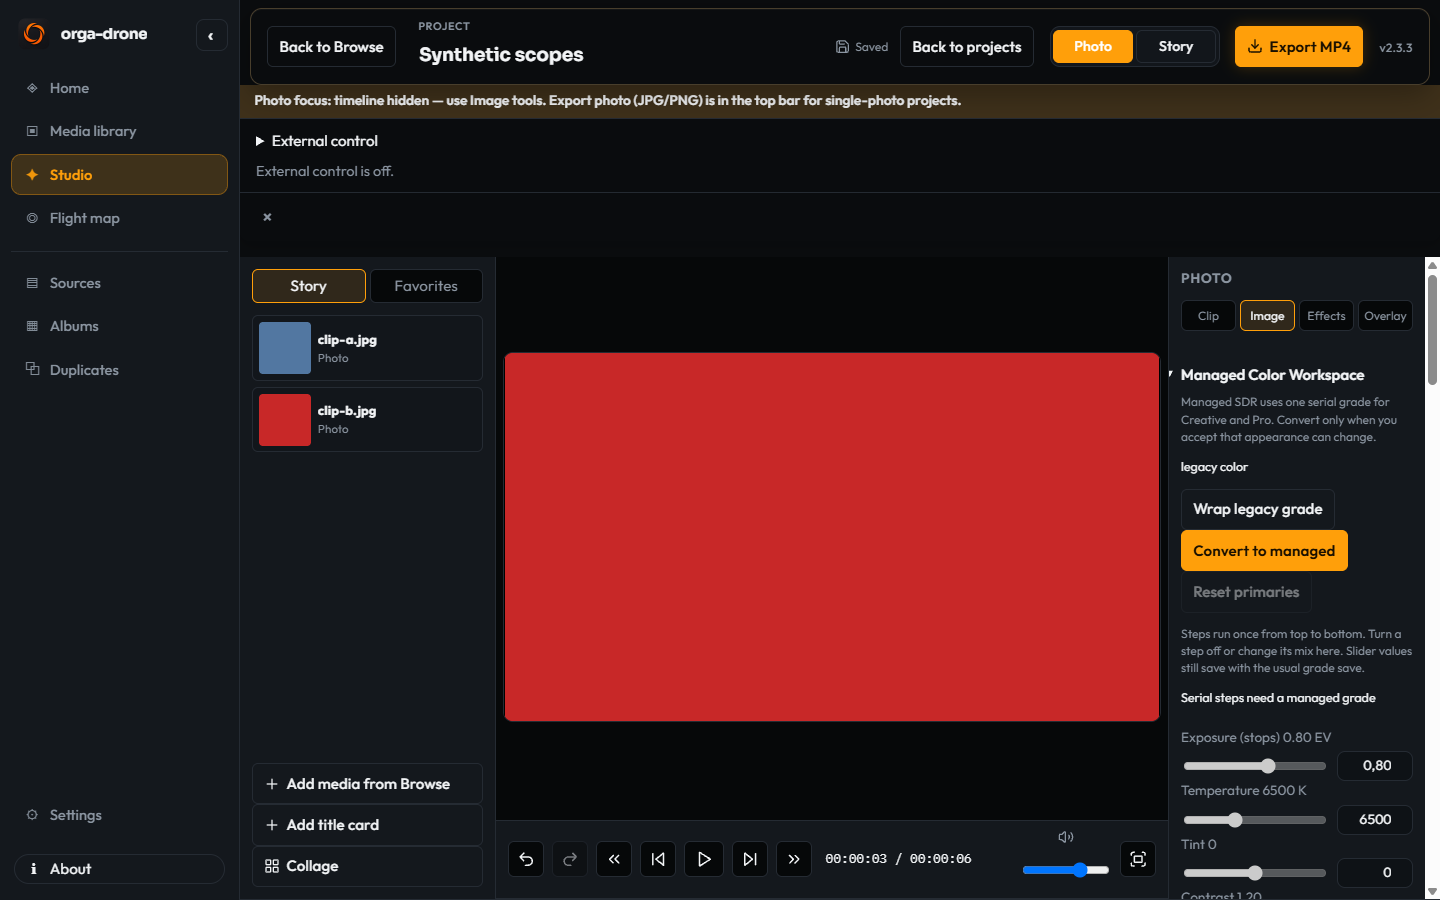 orga-drone
Home
Media library
Studio
Flight map
Sources
Albums
Duplicates
Settings
About
Back to Browse
PROJECT
Synthetic scopes
Saved
Back to projects
Photo
Story
Export MP4
v2.3.3
Photo focus: timeline hidden — use Image tools. Export photo (JPG/PNG) is in the top bar for single-photo projects.
External control
External control is off.
Story
Favorites
clip-a.jpg
Photo
clip-b.jpg
Photo
Add media from Browse
Add title card
Collage
00:00:03 / 00:00:06
PHOTO
Clip
Image
Effects
Overlay
Managed Color Workspace
Managed SDR uses one serial grade for
Creative and Pro. Convert only when you
accept that appearance can change.
legacy color
Wrap legacy grade
Convert to managed
Reset primaries
Steps run once from top to bottom. Turn a
step off or change its mix here. Slider values
still save with the usual grade save.
Serial steps need a managed grade
Exposure (stops) 0.80 EV
0,80
Temperature 6500 K
6500
Tint 0
0
Contrast 1.20